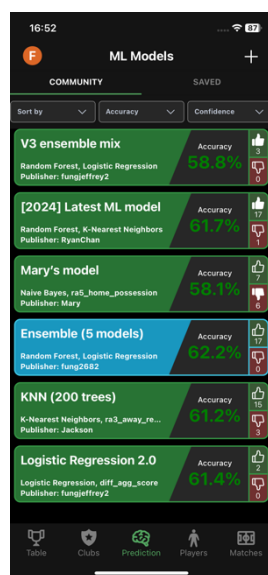 16:52
87
F
ML Models
+
COMMUNITY
SAVED
Sort by
Accuracy
Confidence
V3 ensemble mix
Random Forest, Logistic Regression
Publisher: fungjeffrey2
Accuracy
58.8%
3
0
[2024] Latest ML model
Random Forest, K-Nearest Neighbors
Publisher: RyanChan
Accuracy
61.7%
17
1
Mary's model
Naive Bayes, ra5_home_possession
Publisher: Mary
Accuracy
58.1%
7
6
Ensemble (5 models)
Random Forest, Logistic Regression
Publisher: fung2682
Accuracy
62.2%
17
0
KNN (200 trees)
K-Nearest Neighbors, ra3_away_re...
Publisher: Jackson
Accuracy
61.2%
15
3
Logistic Regression 2.0
Logistic Regression, diff_agg_score
Publisher: fungjeffrey2
Accuracy
61.4%
2
0
Table
Clubs
Prediction
Players
Matches